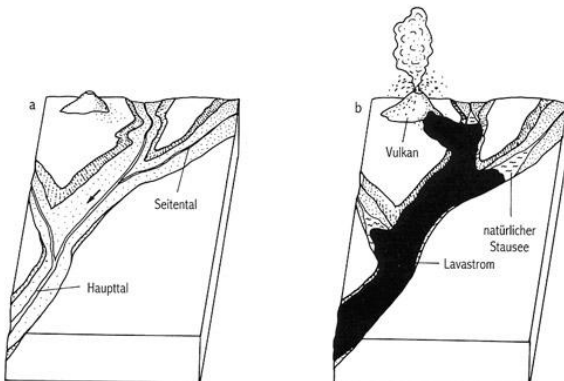 a
Seitental
Haupttal
b
Vulkan
natürlicher
Stausee
Lavastrom